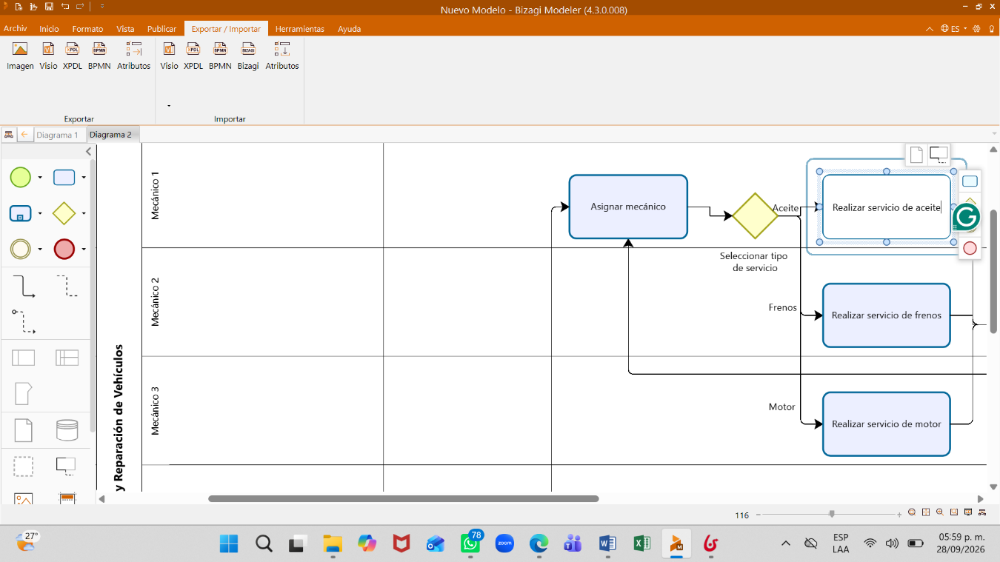 Nuevo Modelo - Bizagi Modeler (4.3.0.008)
Archiv Inicio Formato Vista Publicar Exportar / Importar Herramientas Ayuda ES
Imagen Visio XPDL BPMN Atributos Visio XPDL BPMN Bizagi Atributos
Exportar Importar
Diagrama 1 Diagrama 2
Mecánico 1
Asignar mecánico
Aceite
Realizar servicio de aceite
Seleccionar tipo
de servicio
Mecánico 2
Frenos
Realizar servicio de frenos
y Reparación de Vehículos
Mecánico 3
Motor
Realizar servicio de motor
116
27°
78
zoom
ESP
LAA
05:59 p. m.
28/09/2026